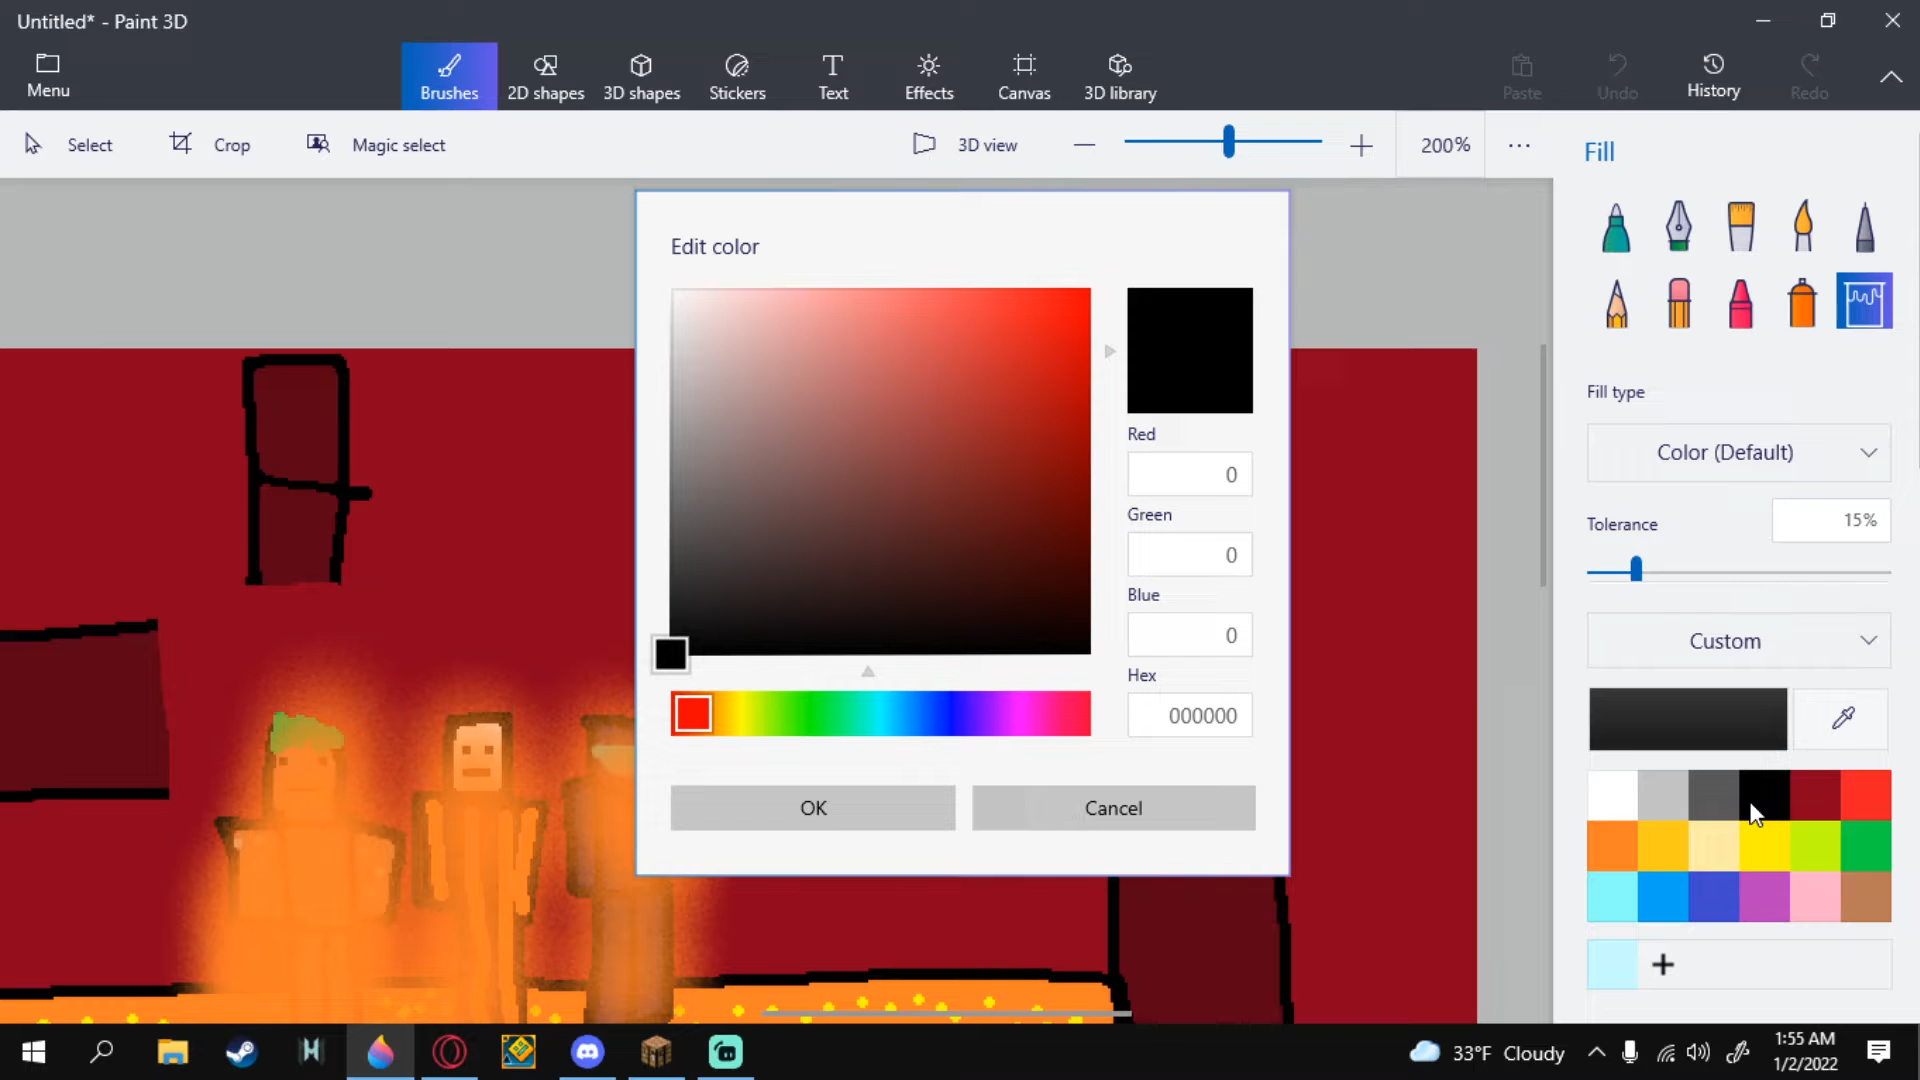 Untitled* - Paint 3D
Menu
Brushes
2D shapes
3D shapes
Stickers
Text
Effects
Canvas
3D library
Paste
Undo
History
Redo
Select
Crop
Magic select
3D view
200%
Fill
Edit color
Red
0
Green
0
Blue
0
Hex
000000
OK
Cancel
Fill type
Color (Default)
Tolerance
15%
Custom
33°F Cloudy
1:55 AM
1/2/2022